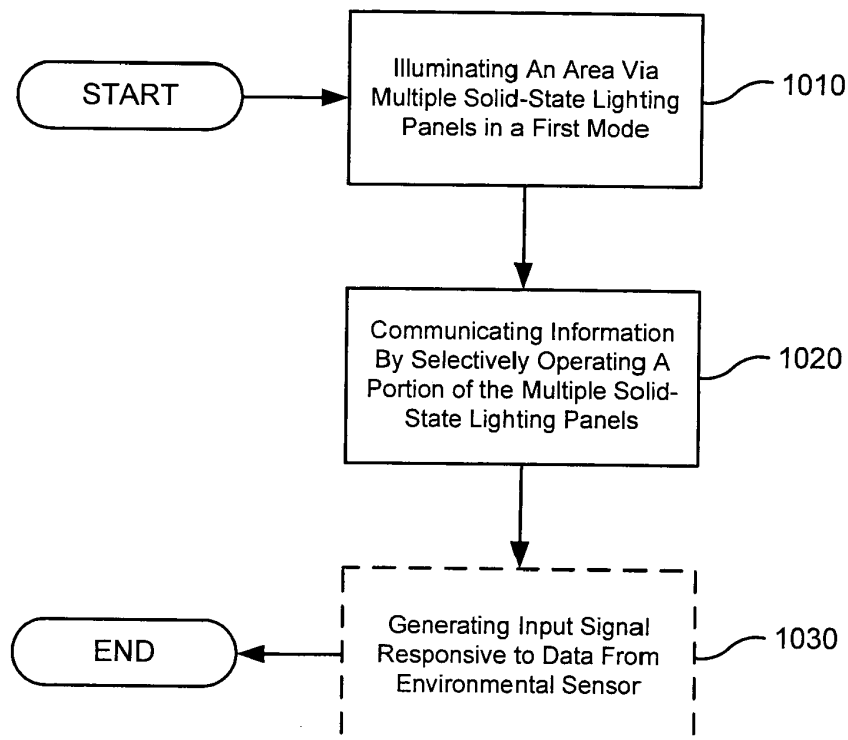 START
Illuminating An Area Via
Multiple Solid-State Lighting
Panels in a First Mode
1010
Communicating Information
By Selectively Operating A
Portion of the Multiple Solid-
State Lighting Panels
1020
Generating Input Signal
Responsive to Data From
Environmental Sensor
1030
END